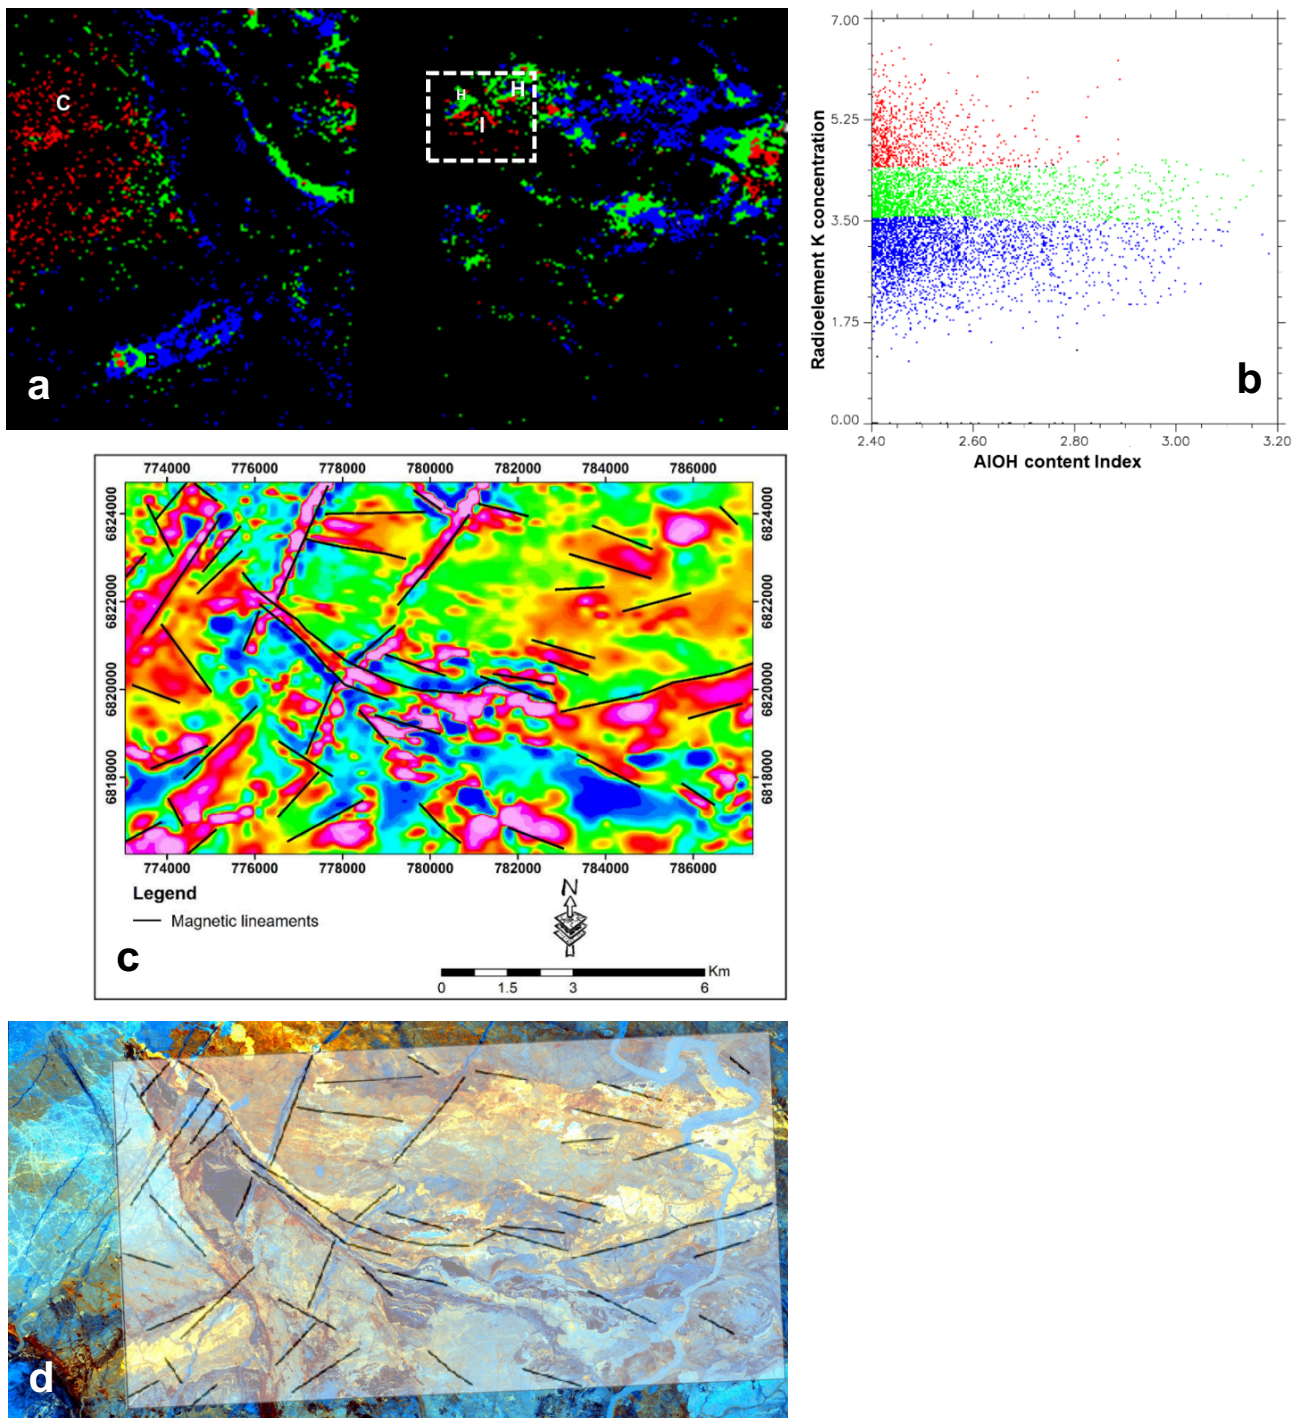 C
H
H
I
B
a
7.00
5.25
3.50
1.75
0.00
Radioelement K concentration
2.40
2.60
2.80
3.00
3.20
AlOH content Index
b
774000 776000 778000 780000 782000 784000 786000
6824000
6822000
6820000
6818000
6824000
6822000
6820000
6818000
774000 776000 778000 780000 782000 784000 786000
Legend
Magnetic lineaments
N
Km
0 1.5 3 6
c
d